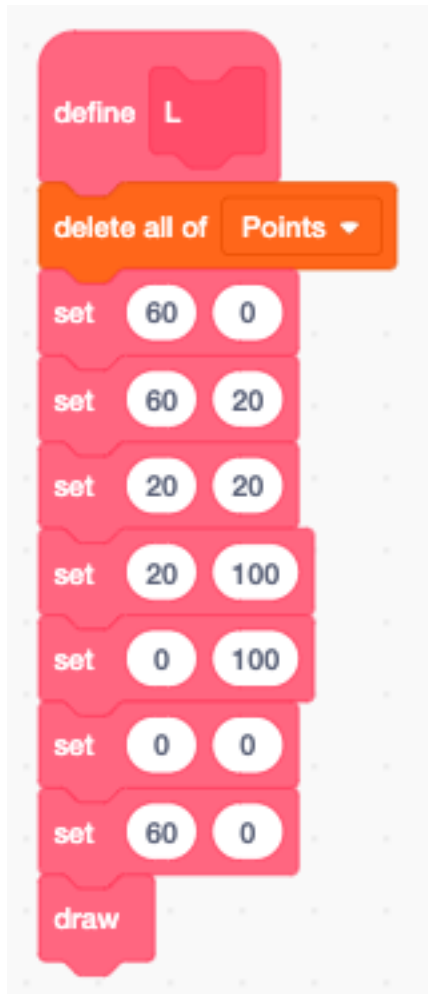 define L
delete all of Points
set 60 0
set 60 20
set 20 20
set 20 100
set 0 100
set 0 0
set 60 0
draw